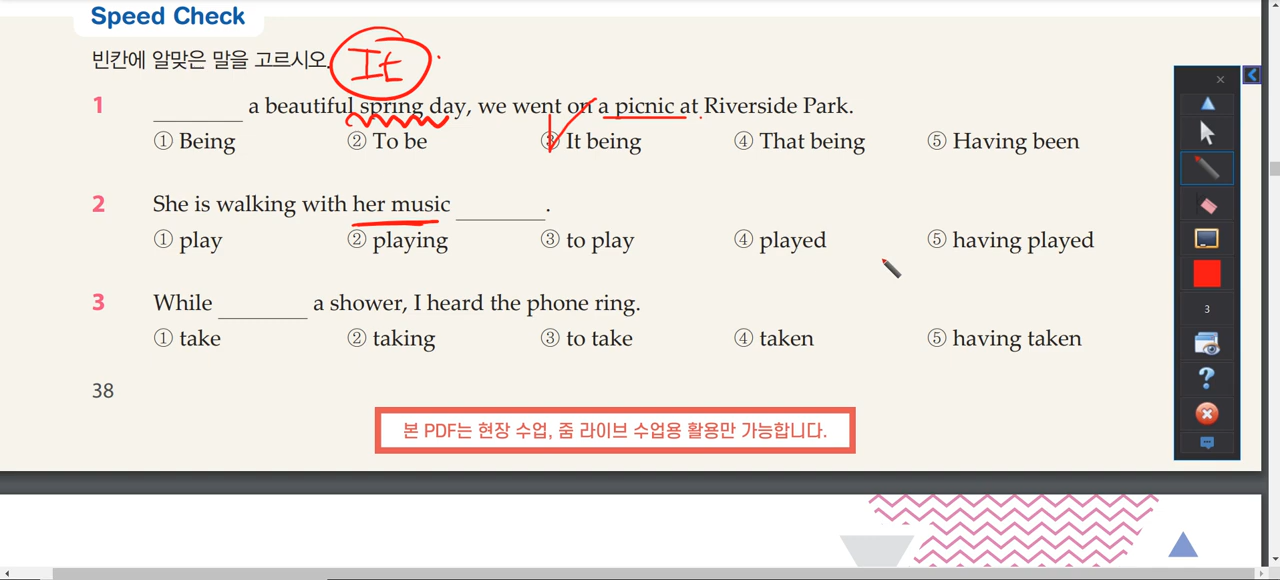 Speed Check
빈칸에 알맞은 말을 고르시오.
It
1 ________ a beautiful spring day, we went on a picnic at Riverside Park.
① Being ② To be ③ It being ④ That being ⑤ Having been
2 She is walking with her music ________.
① play ② playing ③ to play ④ played ⑤ having played
3 While ________ a shower, I heard the phone ring.
① take ② taking ③ to take ④ taken ⑤ having taken
38
본 PDF는 현장 수업, 줌 라이브 수업용 활용만 가능합니다.
3